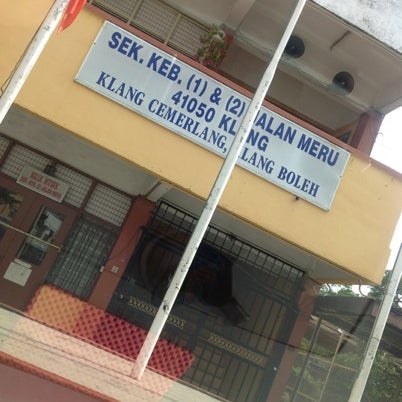 SEK. KEB. (1) & (2) JALAN MERU
41050 KLANG
KLANG CEMERLANG, KLANG BOLEH